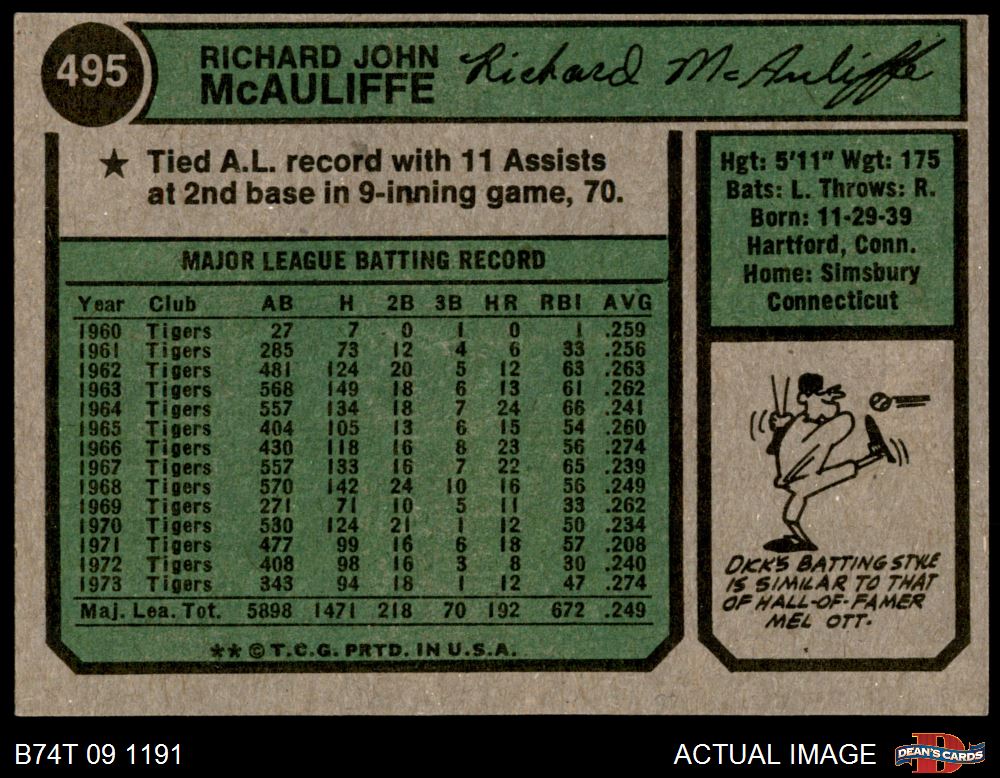 495
RICHARD JOHN
McAULIFFE
Richard McAuliffe
★ Tied A.L. record with 11 Assists
at 2nd base in 9-inning game, 70.
Hgt: 5'11" Wgt: 175
Bats: L. Throws: R.
Born: 11-29-39
Hartford, Conn.
Home: Simsbury
Connecticut
MAJOR LEAGUE BATTING RECORD
Year Club AB H 2B 3B HR RBI AVG
1960 Tigers 27 7 0 1 0 1 .259
1961 Tigers 285 73 12 4 6 33 .256
1962 Tigers 481 124 20 5 12 63 .263
1963 Tigers 568 149 18 6 13 61 .262
1964 Tigers 557 134 18 7 24 66 .241
1965 Tigers 404 105 13 6 15 54 .260
1966 Tigers 430 118 16 8 23 56 .274
1967 Tigers 557 133 16 7 22 65 .239
1968 Tigers 570 142 24 10 16 56 .249
1969 Tigers 271 71 10 5 11 33 .262
1970 Tigers 530 124 21 1 12 50 .234
1971 Tigers 477 99 16 6 18 57 .208
1972 Tigers 408 98 16 3 8 30 .240
1973 Tigers 343 94 18 1 12 47 .274
Maj. Lea. Tot. 5898 1471 218 70 192 672 .249
** © T.C.G. PRTD. IN U.S.A.
DICK'S BATTING STYLE
IS SIMILAR TO THAT
OF HALL-OF-FAMER
MEL OTT.
B74T 09 1191
ACTUAL IMAGE
DEAN'S CARDS